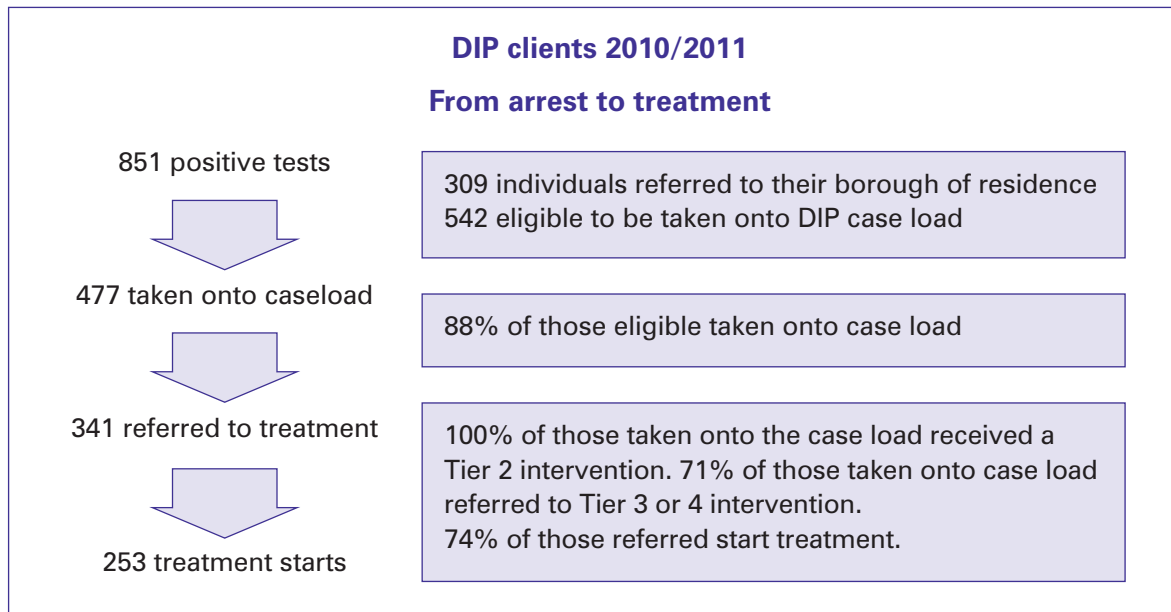 DIP clients 2010/2011
From arrest to treatment
851 positive tests
309 individuals referred to their borough of residence
542 eligible to be taken onto DIP case load
477 taken onto caseload
88% of those eligible taken onto case load
341 referred to treatment
100% of those taken onto the case load received a
Tier 2 intervention. 71% of those taken onto case load
referred to Tier 3 or 4 intervention.
74% of those referred start treatment.
253 treatment starts